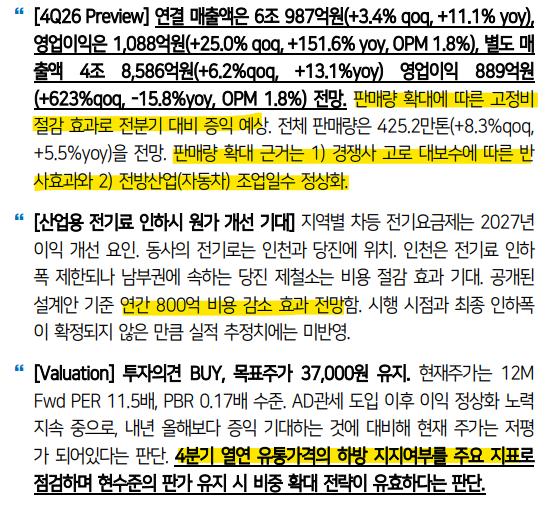 “ [4Q26 Preview] 연결 매출액은 6조 987억원(+3.4% qoq, +11.1% yoy),
영업이익은 1,088억원(+25.0% qoq, +151.6% yoy, OPM 1.8%), 별도 매
출액 4조 8,586억원(+6.2%qoq, +13.1%yoy) 영업이익 889억원
(+623%qoq, -15.8%yoy, OPM 1.8%) 전망. 판매량 확대에 따른 고정비
절감 효과로 전분기 대비 증익 예상. 전체 판매량은 425.2만톤(+8.3%qoq,
+5.5%yoy)을 전망. 판매량 확대 근거는 1) 경쟁사 고로 대보수에 따른 반
사효과와 2) 전방산업(자동차) 조업일수 정상화.
“ [산업용 전기료 인하시 원가 개선 기대] 지역별 차등 전기요금제는 2027년
이익 개선 요인. 동사의 전기로는 인천과 당진에 위치. 인천은 전기료 인하
폭 제한되나 남부권에 속하는 당진 제철소는 비용 절감 효과 기대. 공개된
설계안 기준 연간 800억 비용 감소 효과 전망함. 시행 시점과 최종 인하폭
이 확정되지 않은 만큼 실적 추정치에는 미반영.
“ [Valuation] 투자의견 BUY, 목표주가 37,000원 유지. 현재주가는 12M
Fwd PER 11.5배, PBR 0.17배 수준. AD관세 도입 이후 이익 정상화 노력
지속 중으로, 내년 올해보다 증익 기대하는 것에 대비해 현재 주가는 저평
가 되어있다는 판단. 4분기 열연 유통가격의 하방 지지여부를 주요 지표로
점검하며 현수준의 판가 유지 시 비중 확대 전략이 유효하다는 판단.